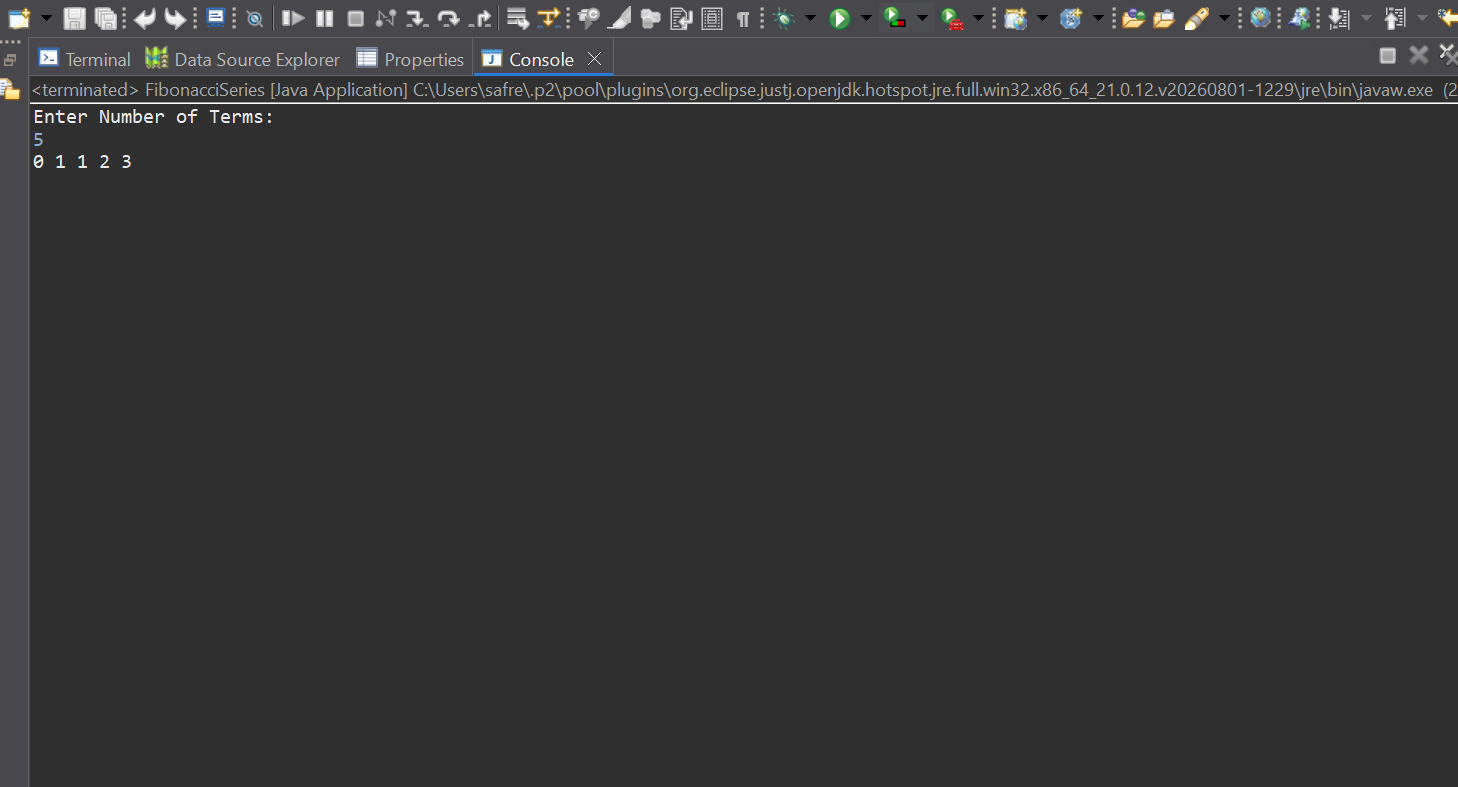 Terminal Data Source Explorer Properties Console
<terminated> FibonacciSeries [Java Application] C:\Users\safre\.p2\pool\plugins\org.eclipse.justj.openjdk.hotspot.jre.full.win32.x86_64_21.0.12.v20260801-1229\jre\bin\javaw.exe (2
Enter Number of Terms:
5
0 1 1 2 3